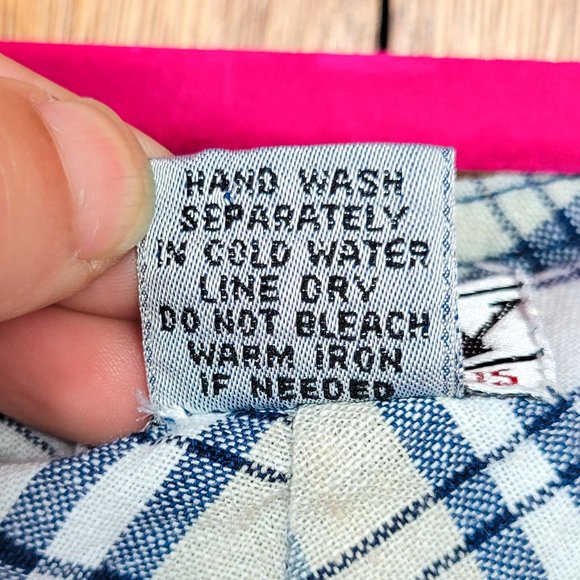 HAND WASH
SEPARATELY
IN COLD WATER
LINE DRY
DO NOT BLEACH
WARM IRON
IF NEEDED